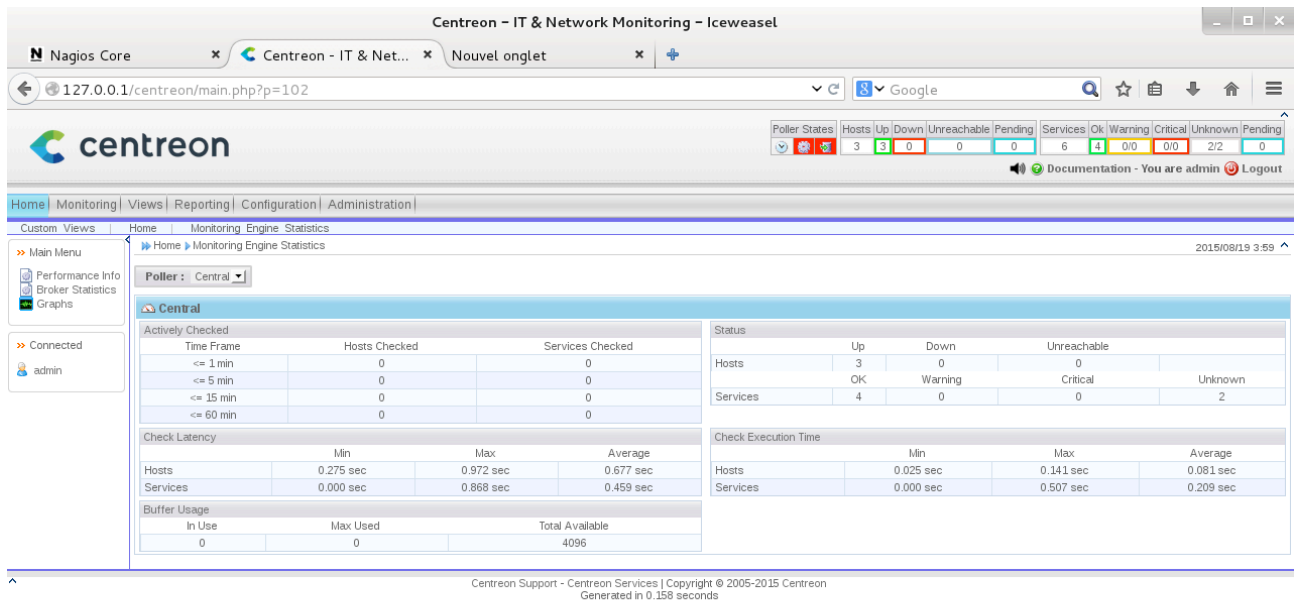 Centreon - IT & Network Monitoring - Iceweasel
N Nagios Core × Centreon - IT & Net... × Nouvel onglet ×
127.0.0.1/centreon/main.php?p=102 8 Google
centreon
Poller States Hosts Up Down Unreachable Pending Services Ok Warning Critical Unknown Pending
3 3 0 0 0 6 4 0/0 0/0 2/2 0
Documentation - You are admin Logout
Home Monitoring Views Reporting Configuration Administration
Custom Views | Home | Monitoring Engine Statistics
Main Menu
Performance Info
Broker Statistics
Graphs
Connected
admin
Home Monitoring Engine Statistics 2015/08/19 3:59
Poller : Central
Central
Actively Checked
Time Frame Hosts Checked Services Checked
<= 1 min 0 0
<= 5 min 0 0
<= 15 min 0 0
<= 60 min 0 0
Status
Up Down Unreachable
Hosts 3 0 0
OK Warning Critical Unknown
Services 4 0 0 2
Check Latency
Min Max Average
Hosts 0.275 sec 0.972 sec 0.677 sec
Services 0.000 sec 0.868 sec 0.459 sec
Check Execution Time
Min Max Average
Hosts 0.025 sec 0.141 sec 0.081 sec
Services 0.000 sec 0.507 sec 0.209 sec
Buffer Usage
In Use Max Used Total Available
0 0 4096
Centreon Support - Centreon Services | Copyright © 2005-2015 Centreon
Generated in 0.158 seconds